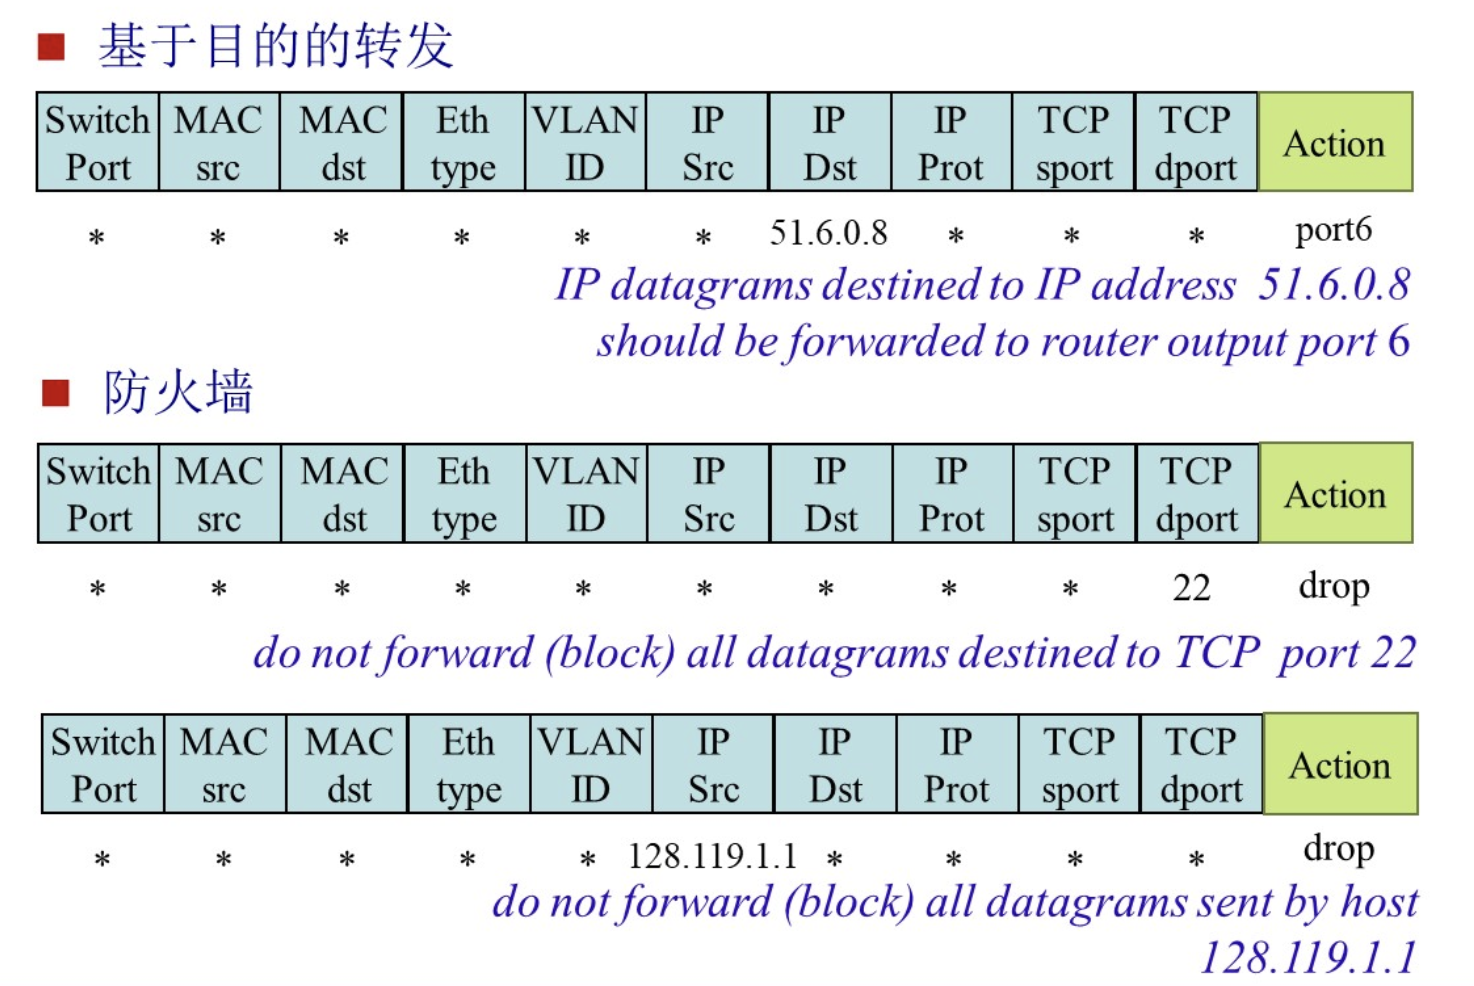 基于目的的转发
Switch Port MAC src MAC dst Eth type VLAN ID IP Src IP Dst IP Prot TCP sport TCP dport Action
* * * * * * 51.6.0.8 * * * port6
IP datagrams destined to IP address 51.6.0.8
should be forwarded to router output port 6
防火墙
Switch Port MAC src MAC dst Eth type VLAN ID IP Src IP Dst IP Prot TCP sport TCP dport Action
* * * * * * * * * 22 drop
do not forward (block) all datagrams destined to TCP port 22
Switch Port MAC src MAC dst Eth type VLAN ID IP Src IP Dst IP Prot TCP sport TCP dport Action
* * * * * 128.119.1.1 * * * * drop
do not forward (block) all datagrams sent by host
128.119.1.1